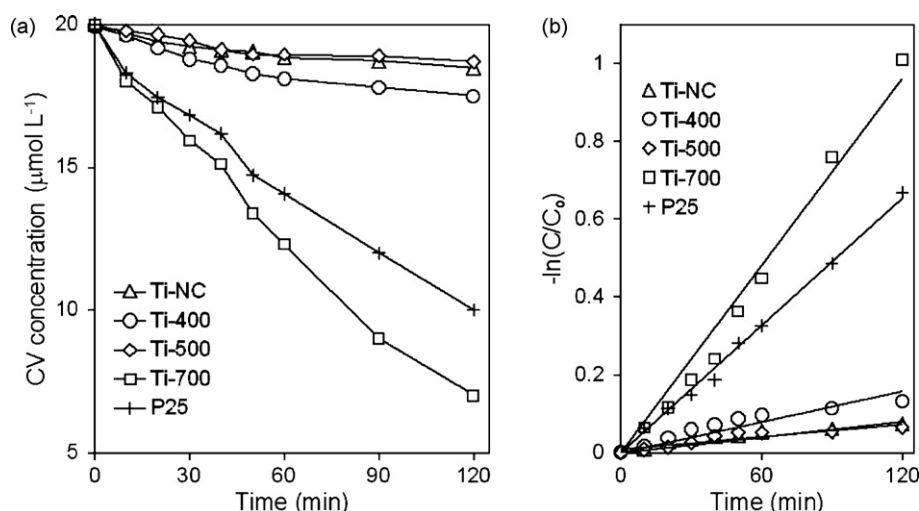 (a)
CV concentration (μmol L⁻¹)
20
15
10
5
Ti-NC
Ti-400
Ti-500
Ti-700
P25
0 30 60 90 120
Time (min)
(b)
-ln(C/C₀)
1
0.8
0.6
0.4
0.2
0
Ti-NC
Ti-400
Ti-500
Ti-700
P25
0 60 120
Time (min)